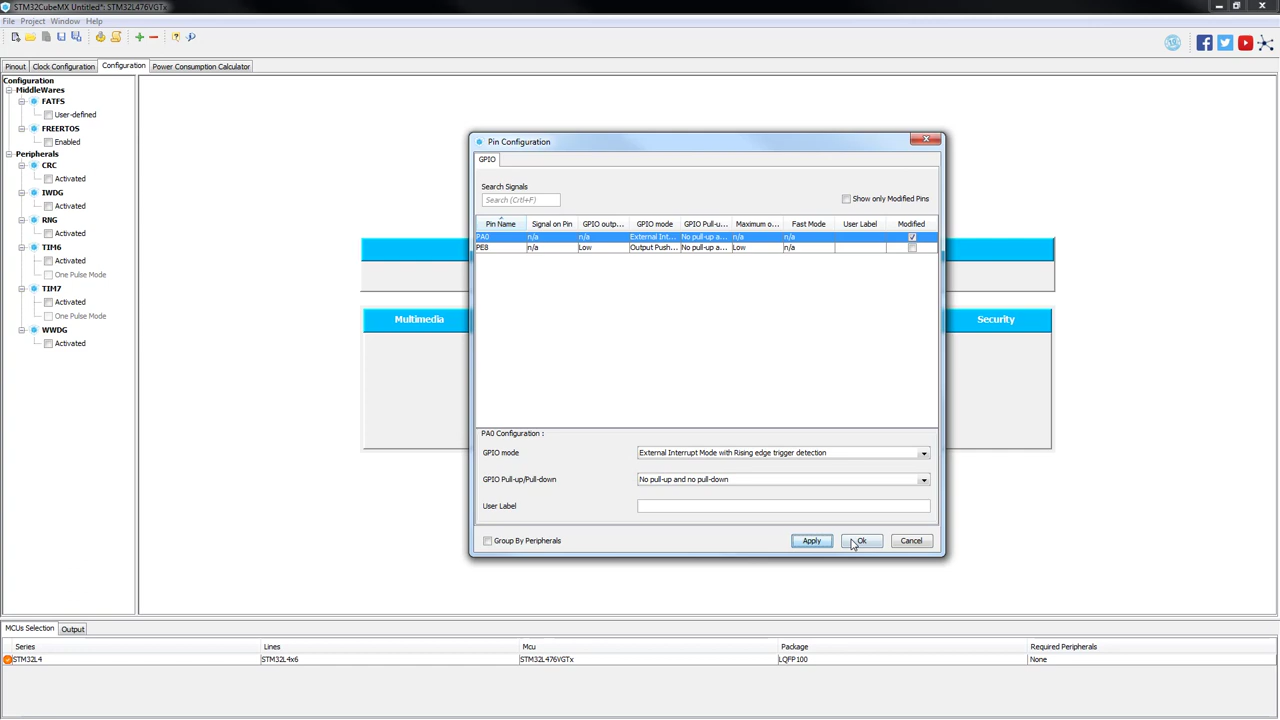 STM32CubeMX Untitled*: STM32L476VGTx
File Project Window Help
Pinout Clock Configuration Configuration Power Consumption Calculator
Configuration
MiddleWares
FATFS
User-defined
FREERTOS
Enabled
Peripherals
CRC
Activated
IWDG
Activated
RNG
Activated
TIM6
Activated
One Pulse Mode
TIM7
Activated
One Pulse Mode
WWDG
Activated
Multimedia
Security
Pin Configuration
GPIO
Search Signals
Search (Crtl+F)
Show only Modified Pins
Pin Name Signal on Pin GPIO outp... GPIO mode GPIO Pull-u... Maximum o... Fast Mode User Label Modified
PA0 n/a n/a External Int... No pull-up a... n/a n/a
PE8 n/a Low Output Push... No pull-up a... Low n/a
PA0 Configuration :
GPIO mode External Interrupt Mode with Rising edge trigger detection
GPIO Pull-up/Pull-down No pull-up and no pull-down
User Label
Group By Peripherals Apply Ok Cancel
MCUs Selection Output
Series Lines Mcu Package Required Peripherals
STM32L4 STM32L4x6 STM32L476VGTx LQFP100 None